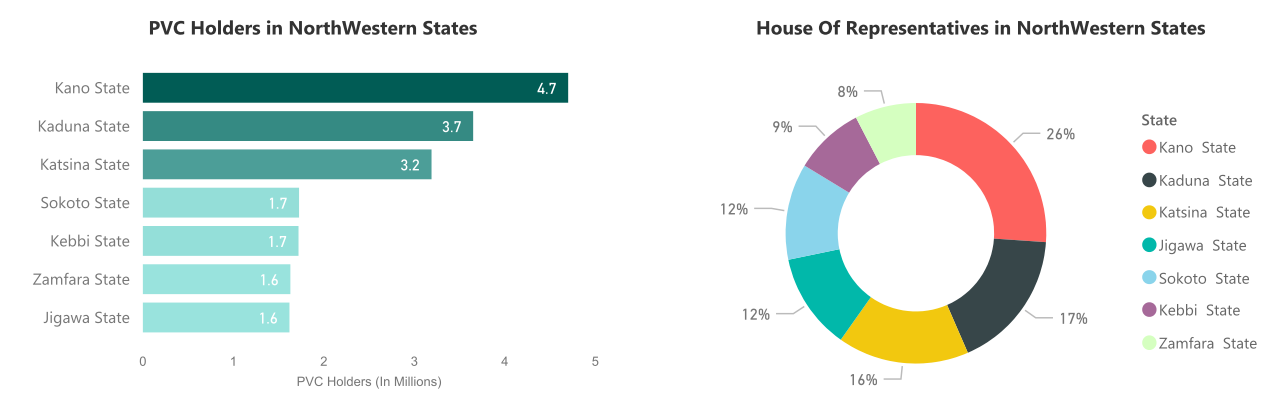 PVC Holders in NorthWestern States
Kano State
4.7
Kaduna State
3.7
Katsina State
3.2
Sokoto State
1.7
Kebbi State
1.7
Zamfara State
1.6
Jigawa State
1.6
0 1 2 3 4 5
PVC Holders (In Millions)
House Of Representatives in NorthWestern States
8%
26%
9%
12%
12%
17%
16%
State
Kano State
Kaduna State
Katsina State
Jigawa State
Sokoto State
Kebbi State
Zamfara State